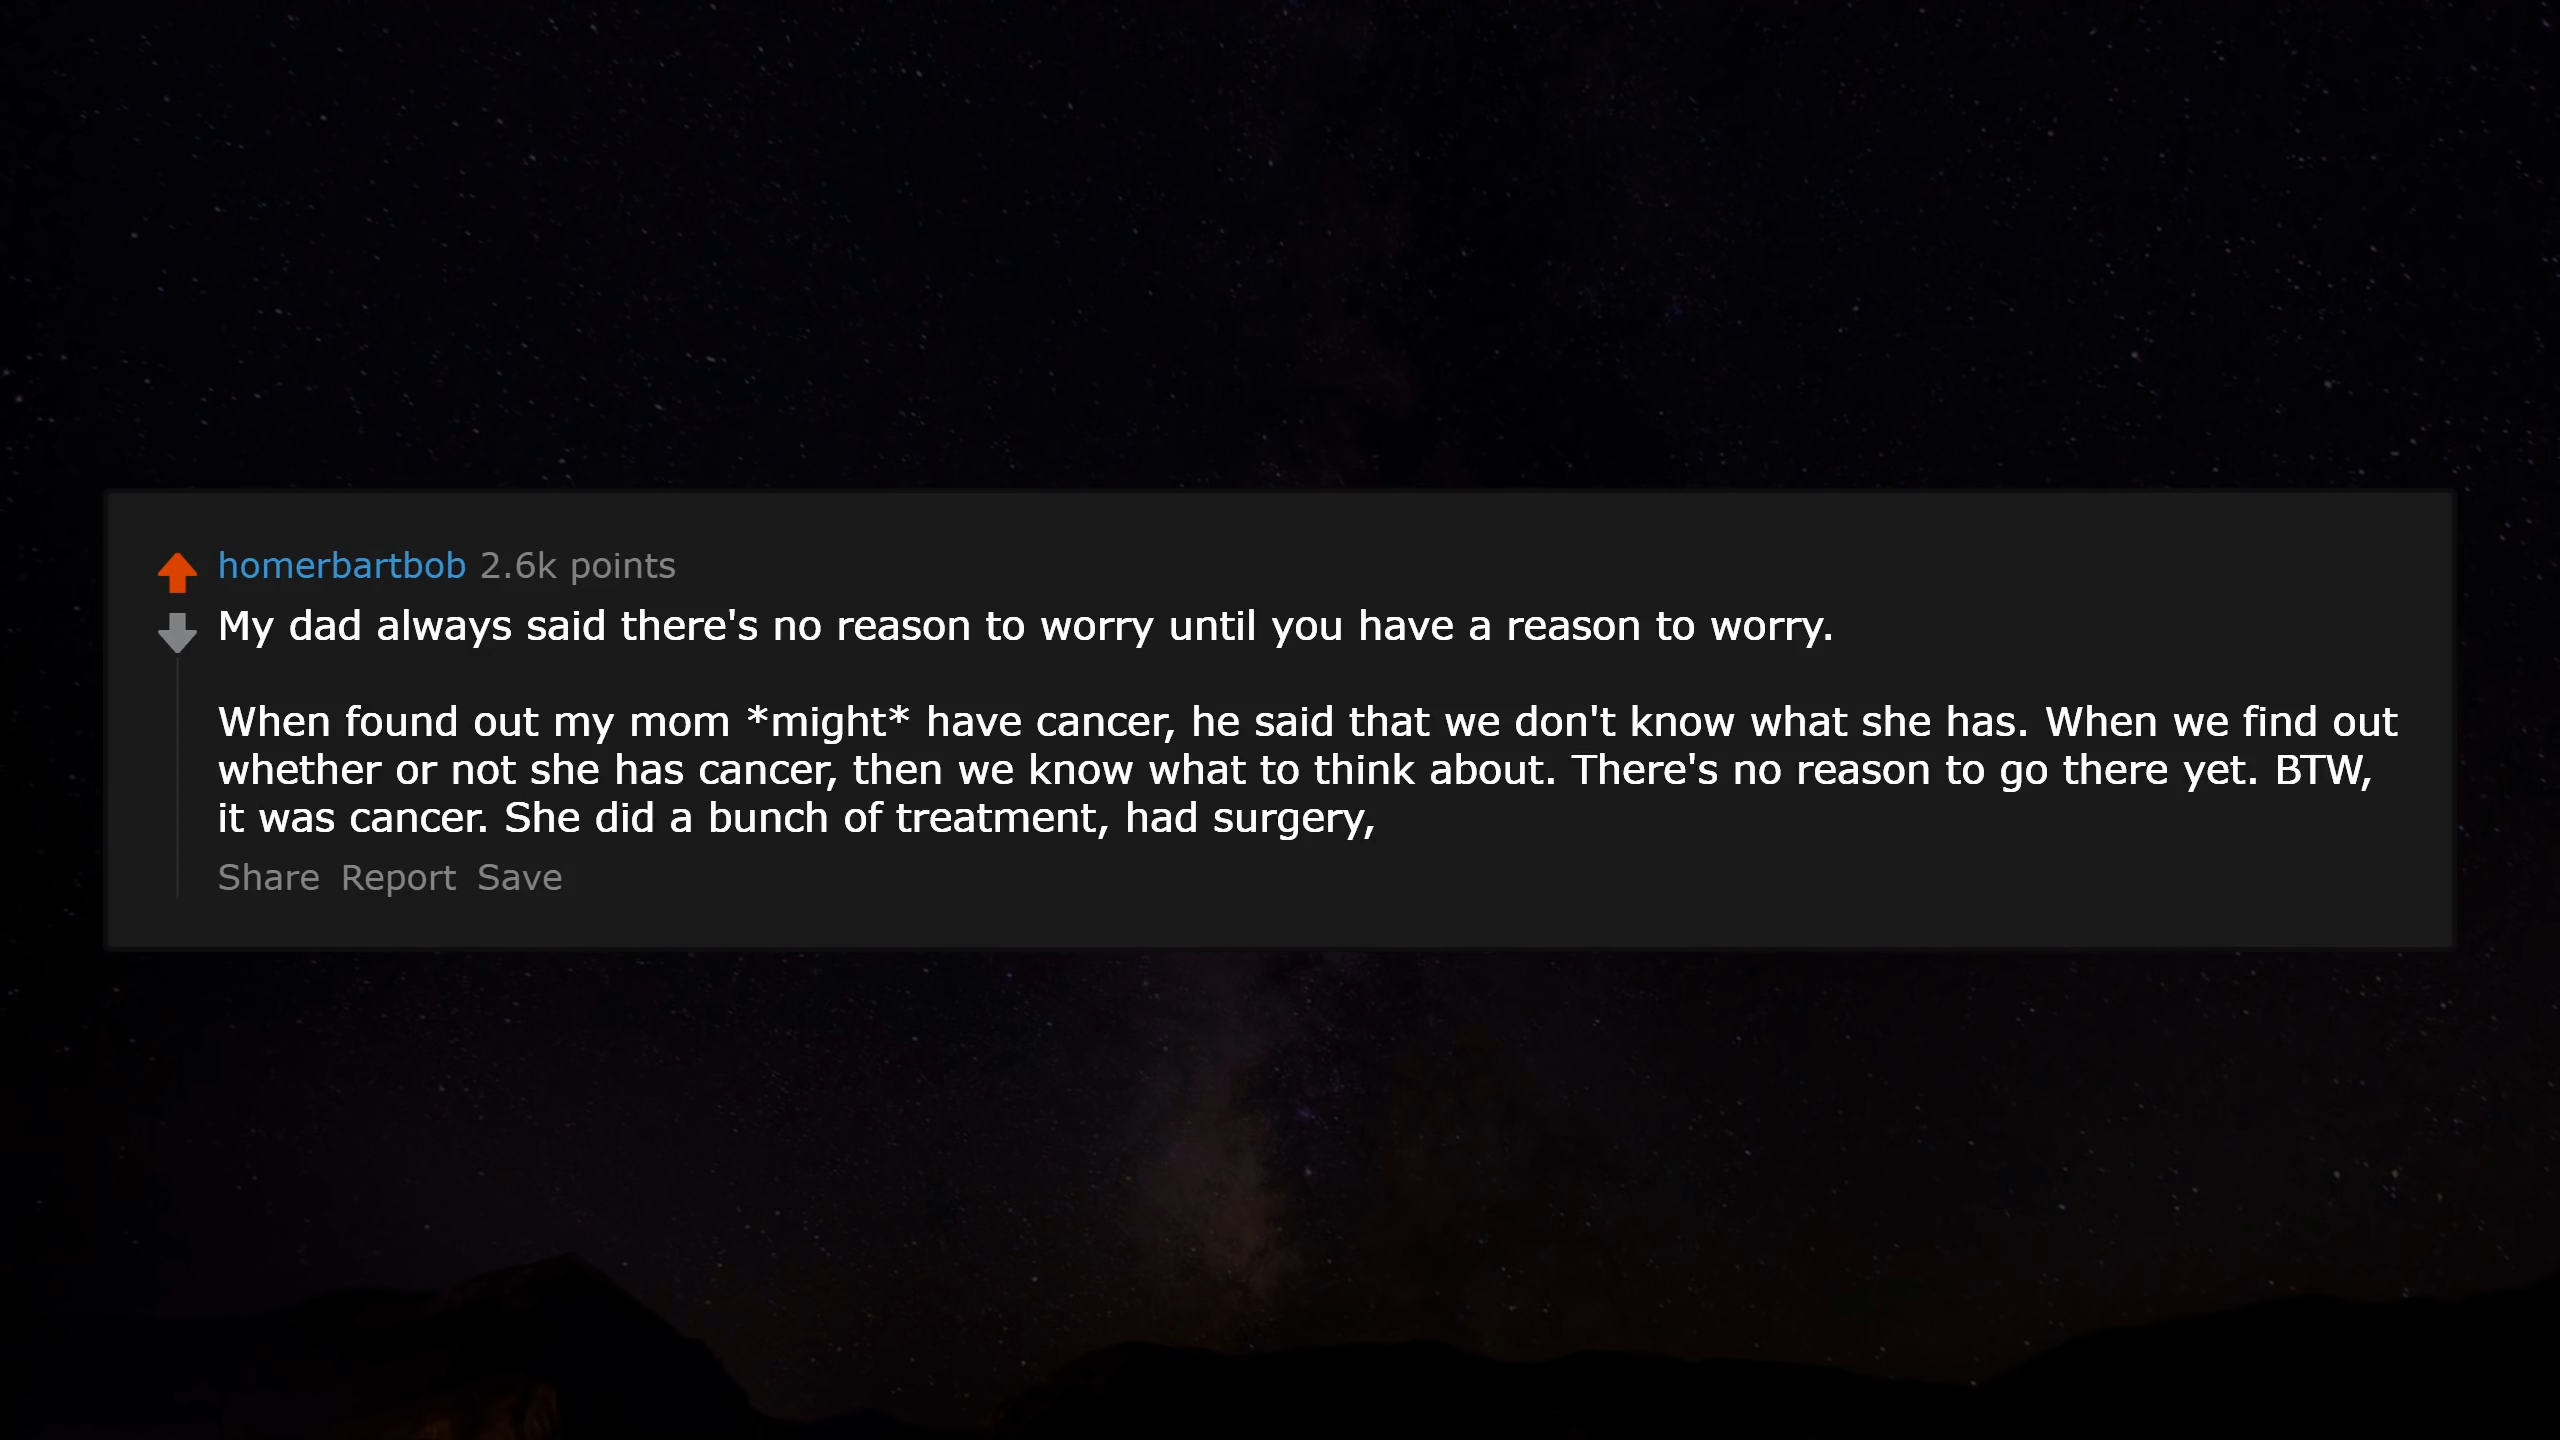 homerbartbob 2.6k points
My dad always said there's no reason to worry until you have a reason to worry.
When found out my mom *might* have cancer, he said that we don't know what she has. When we find out
whether or not she has cancer, then we know what to think about. There's no reason to go there yet. BTW,
it was cancer. She did a bunch of treatment, had surgery,
Share Report Save